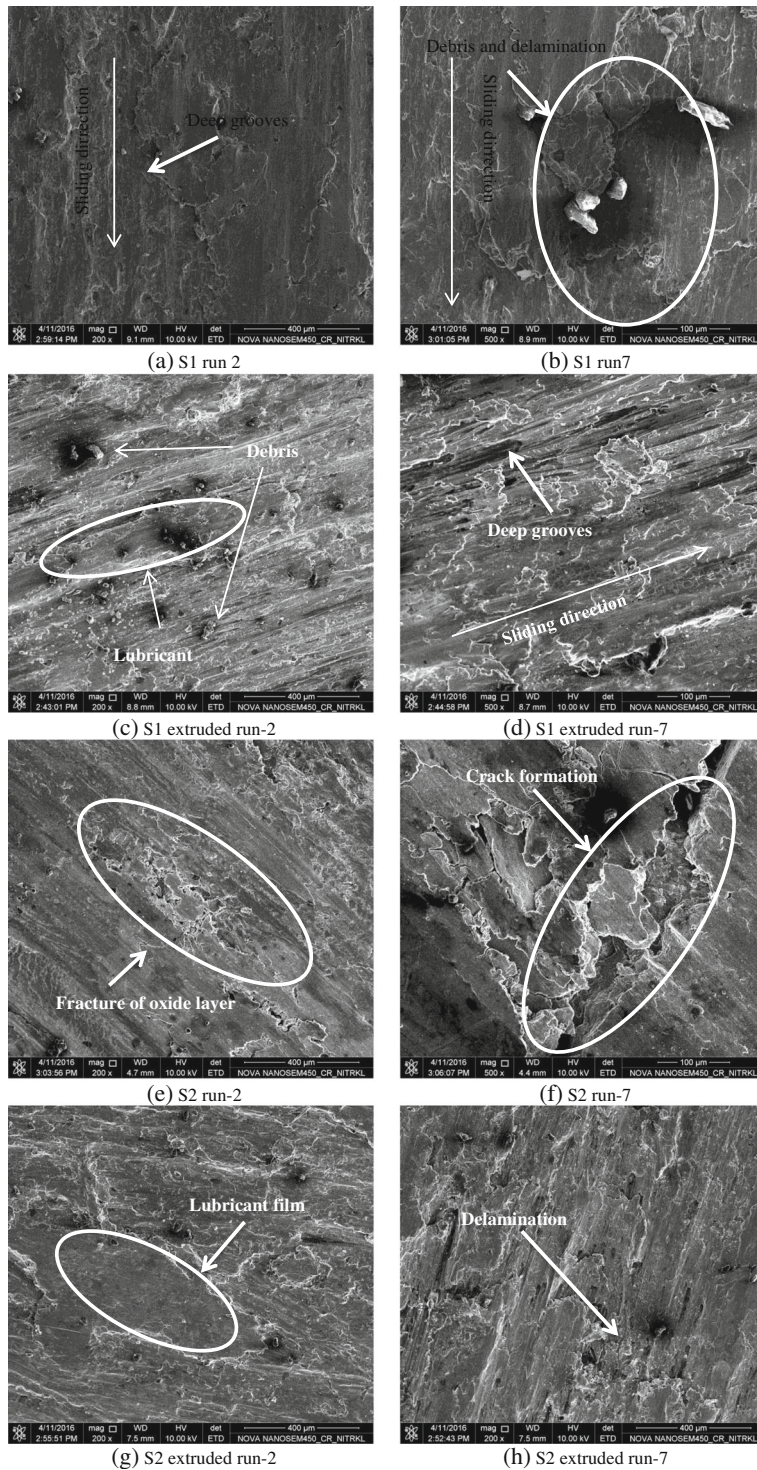 Sliding dirrection
Deep grooves
4/11/2016 mag WD HV det 400 µm
2:59:14 PM 200 x 9.1 mm 10.00 kV ETD NOVA NANOSEM450_CR_NITRKL
(a) S1 run 2
Debris and delamination
Sliding dirrection
4/11/2016 mag WD HV det 100 µm
3:01:05 PM 500 x 8.9 mm 10.00 kV ETD NOVA NANOSEM450_CR_NITRKL
(b) S1 run7
Debris
Lubricant
4/11/2016 mag WD HV det 400 µm
2:43:01 PM 200 x 8.8 mm 10.00 kV ETD NOVA NANOSEM450_CR_NITRKL
(c) S1 extruded run-2
Deep grooves
Sliding direction
4/11/2016 mag WD HV det 100 µm
2:44:58 PM 500 x 8.7 mm 10.00 kV ETD NOVA NANOSEM450_CR_NITRKL
(d) S1 extruded run-7
Fracture of oxide layer
4/11/2016 mag WD HV det 400 µm
3:03:56 PM 200 x 4.7 mm 10.00 kV ETD NOVA NANOSEM450_CR_NITRKL
(e) S2 run-2
Crack formation
4/11/2016 mag WD HV det 100 µm
3:06:07 PM 500 x 4.4 mm 10.00 kV ETD NOVA NANOSEM450_CR_NITRKL
(f) S2 run-7
Lubricant film
4/11/2016 mag WD HV det 400 µm
2:55:51 PM 200 x 7.5 mm 10.00 kV ETD NOVA NANOSEM450_CR_NITRKL
(g) S2 extruded run-2
Delamination
4/11/2016 mag WD HV det 400 µm
2:52:43 PM 200 x 7.5 mm 10.00 kV ETD NOVA NANOSEM450_CR_NITRKL
(h) S2 extruded run-7